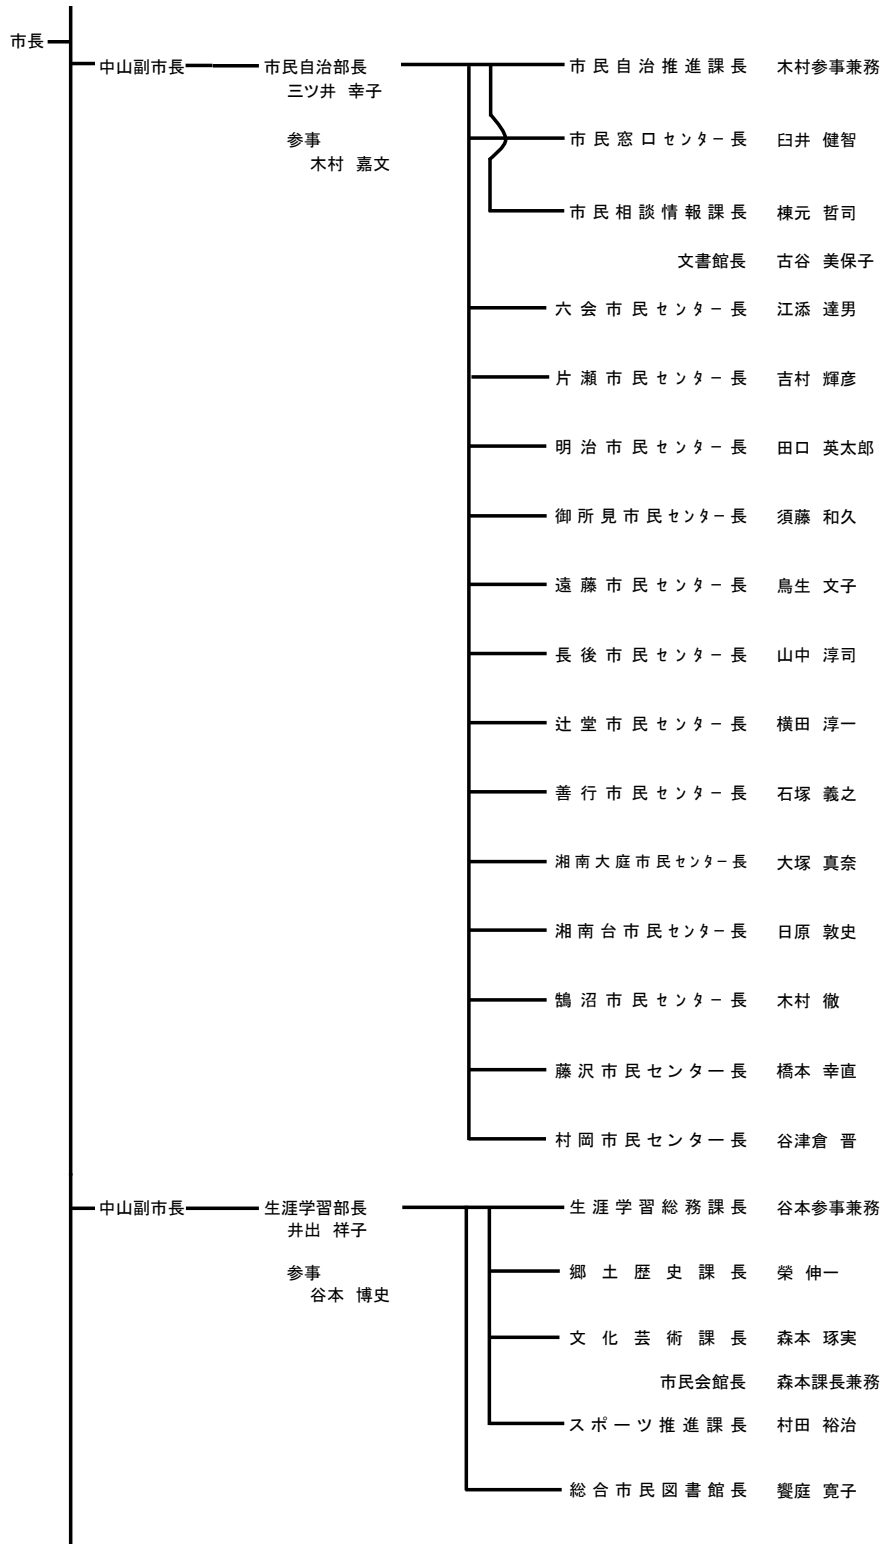 市長
中山副市長 市民自治部長 市民自治推進課長 木村参事兼務
三ツ井 幸子
参事 市民窓口センター長 臼井 健智
木村 嘉文
市民相談情報課長 棟元 哲司
文書館長 古谷 美保子
六会市民センター長 江添 達男
片瀬市民センター長 吉村 輝彦
明治市民センター長 田口 英太郎
御所見市民センター長 須藤 和久
遠藤市民センター長 鳥生 文子
長後市民センター長 山中 淳司
辻堂市民センター長 横田 淳一
善行市民センター長 石塚 義之
湘南大庭市民センター長 大塚 真奈
湘南台市民センター長 日原 敦史
鵠沼市民センター長 木村 徹
藤沢市民センター長 橋本 幸直
村岡市民センター長 谷津倉 晋
中山副市長 生涯学習部長 生涯学習総務課長 谷本参事兼務
井出 祥子
参事 郷土歴史課長 榮 伸一
谷本 博史
文化芸術課長 森本 琢実
市民会館長 森本課長兼務
スポーツ推進課長 村田 裕治
総合市民図書館長 饗庭 寛子